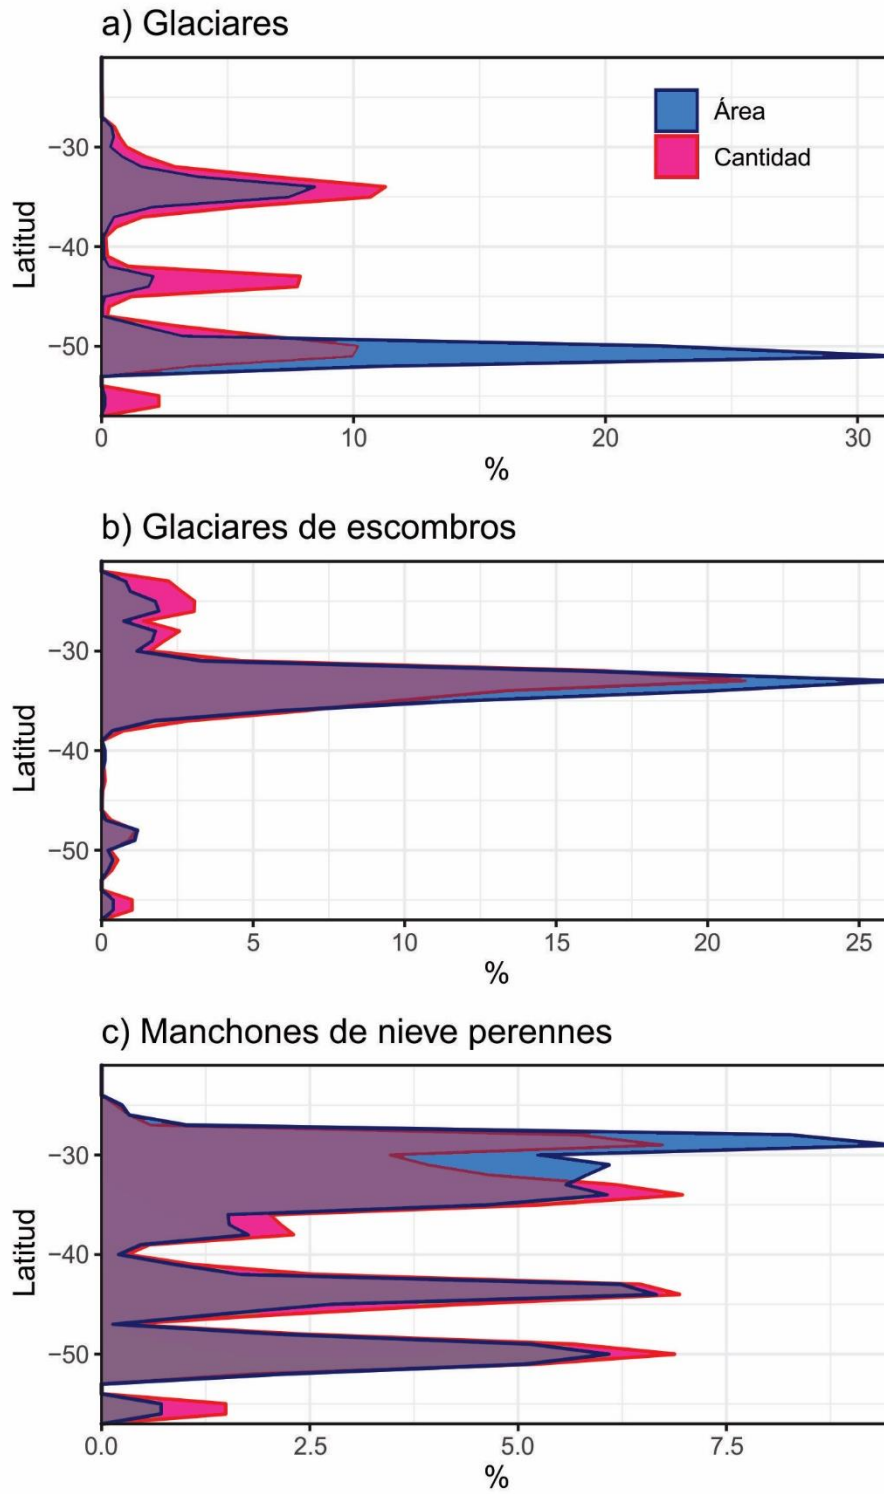 a) Glaciares
Área
Cantidad
−30
−40
−50
Latitud
0 10 20 30
%
b) Glaciares de escombros
−30
−40
−50
Latitud
0 5 10 15 20 25
%
c) Manchones de nieve perennes
−30
−40
−50
Latitud
0.0 2.5 5.0 7.5
%